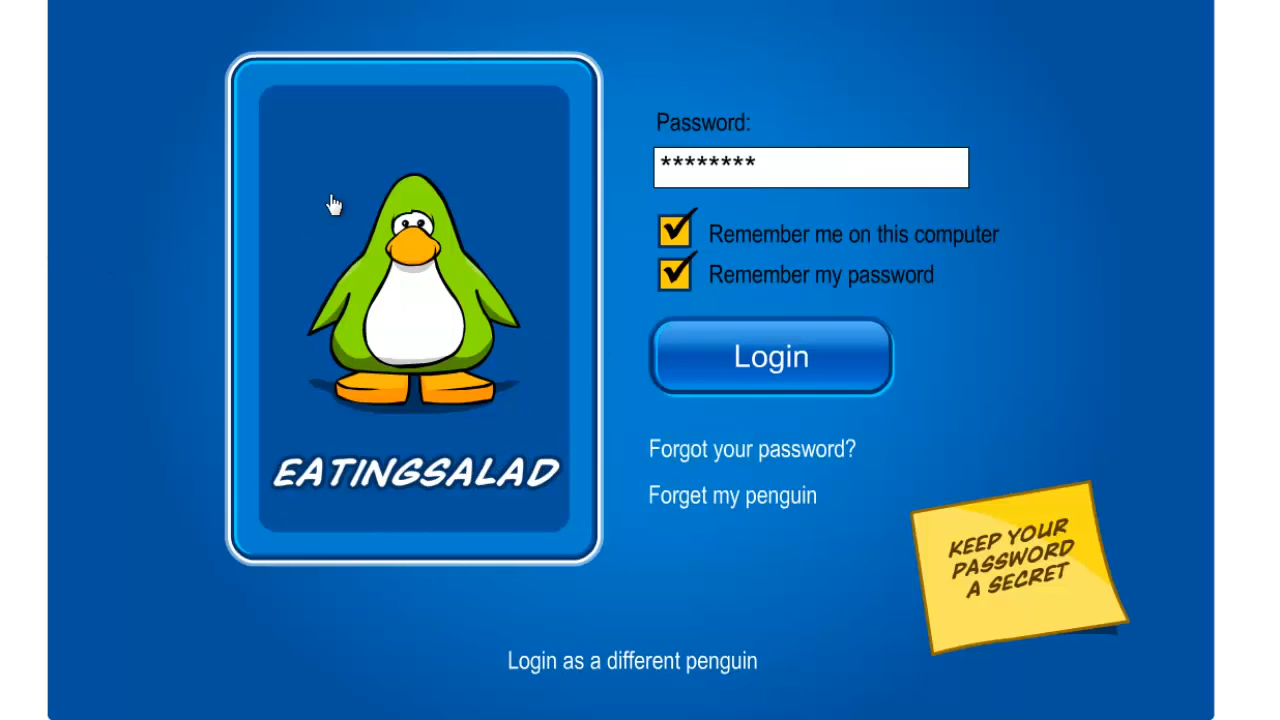 Password:
********
Remember me on this computer
Remember my password
Login
Forgot your password?
Forget my penguin
EATINGSALAD
KEEP YOUR
PASSWORD
A SECRET
Login as a different penguin